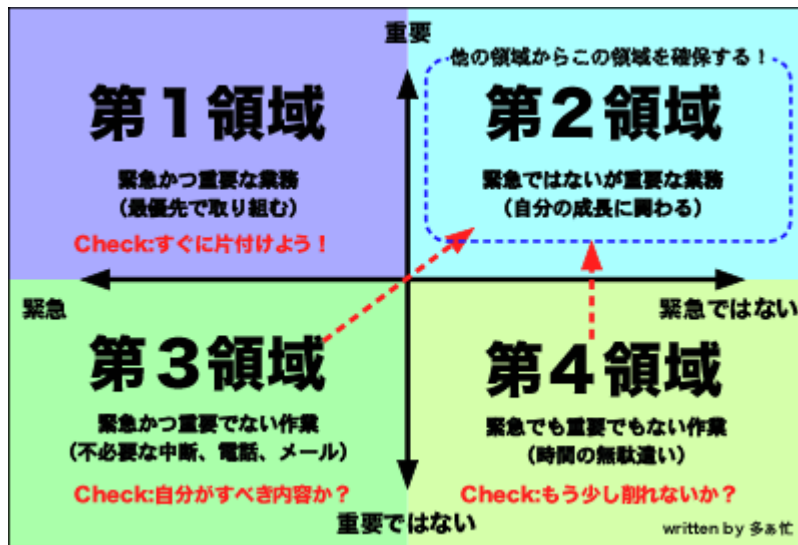 重要
他の領域からこの領域を確保する！
第１領域
緊急かつ重要な業務
（最優先で取り組む）
Check:すぐに片付けよう！
第２領域
緊急ではないが重要な業務
（自分の成長に関わる）
緊急
緊急ではない
第３領域
緊急かつ重要でない作業
（不必要な中断、電話、メール）
Check:自分がすべき内容か？
第４領域
緊急でも重要でもない作業
（時間の無駄遣い）
Check:もう少し削れないか？
重要ではない
written by 多ぁ忙